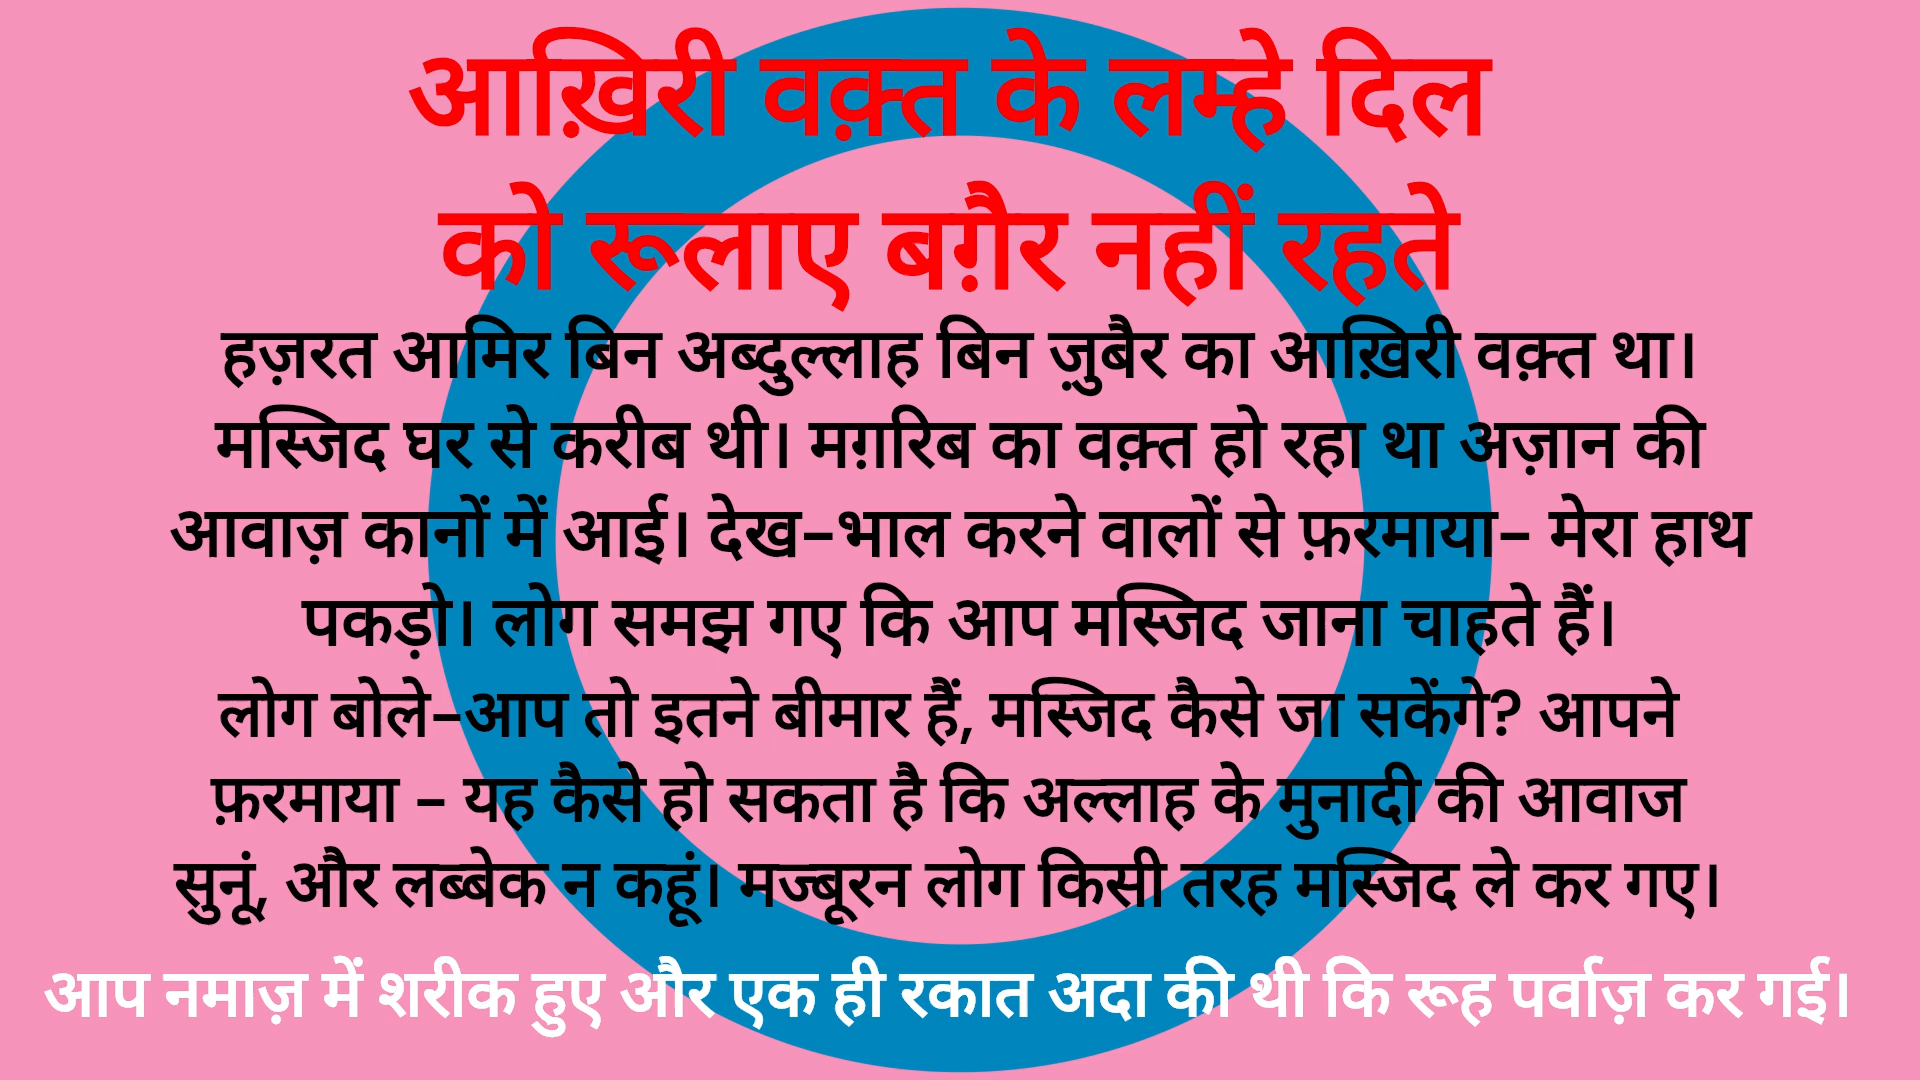 आख़िरी वक़्त के लम्हे दिल
को रूलाए बग़ैर नहीं रहते
हज़रत आमिर बिन अब्दुल्लाह बिन ज़ुबैर का आख़िरी वक़्त था।
मस्जिद घर से करीब थी। मग़रिब का वक़्त हो रहा था अज़ान की
आवाज़ कानों में आई। देख-भाल करने वालों से फ़रमाया- मेरा हाथ
पकड़ो। लोग समझ गए कि आप मस्जिद जाना चाहते हैं।
लोग बोले-आप तो इतने बीमार हैं, मस्जिद कैसे जा सकेंगे? आपने
फ़रमाया - यह कैसे हो सकता है कि अल्लाह के मुनादी की आवाज
सुनूं, और लब्बेक न कहूं। मज्बूरन लोग किसी तरह मस्जिद ले कर गए।
आप नमाज़ में शरीक हुए और एक ही रकात अदा की थी कि रूह पर्वाज़ कर गई।